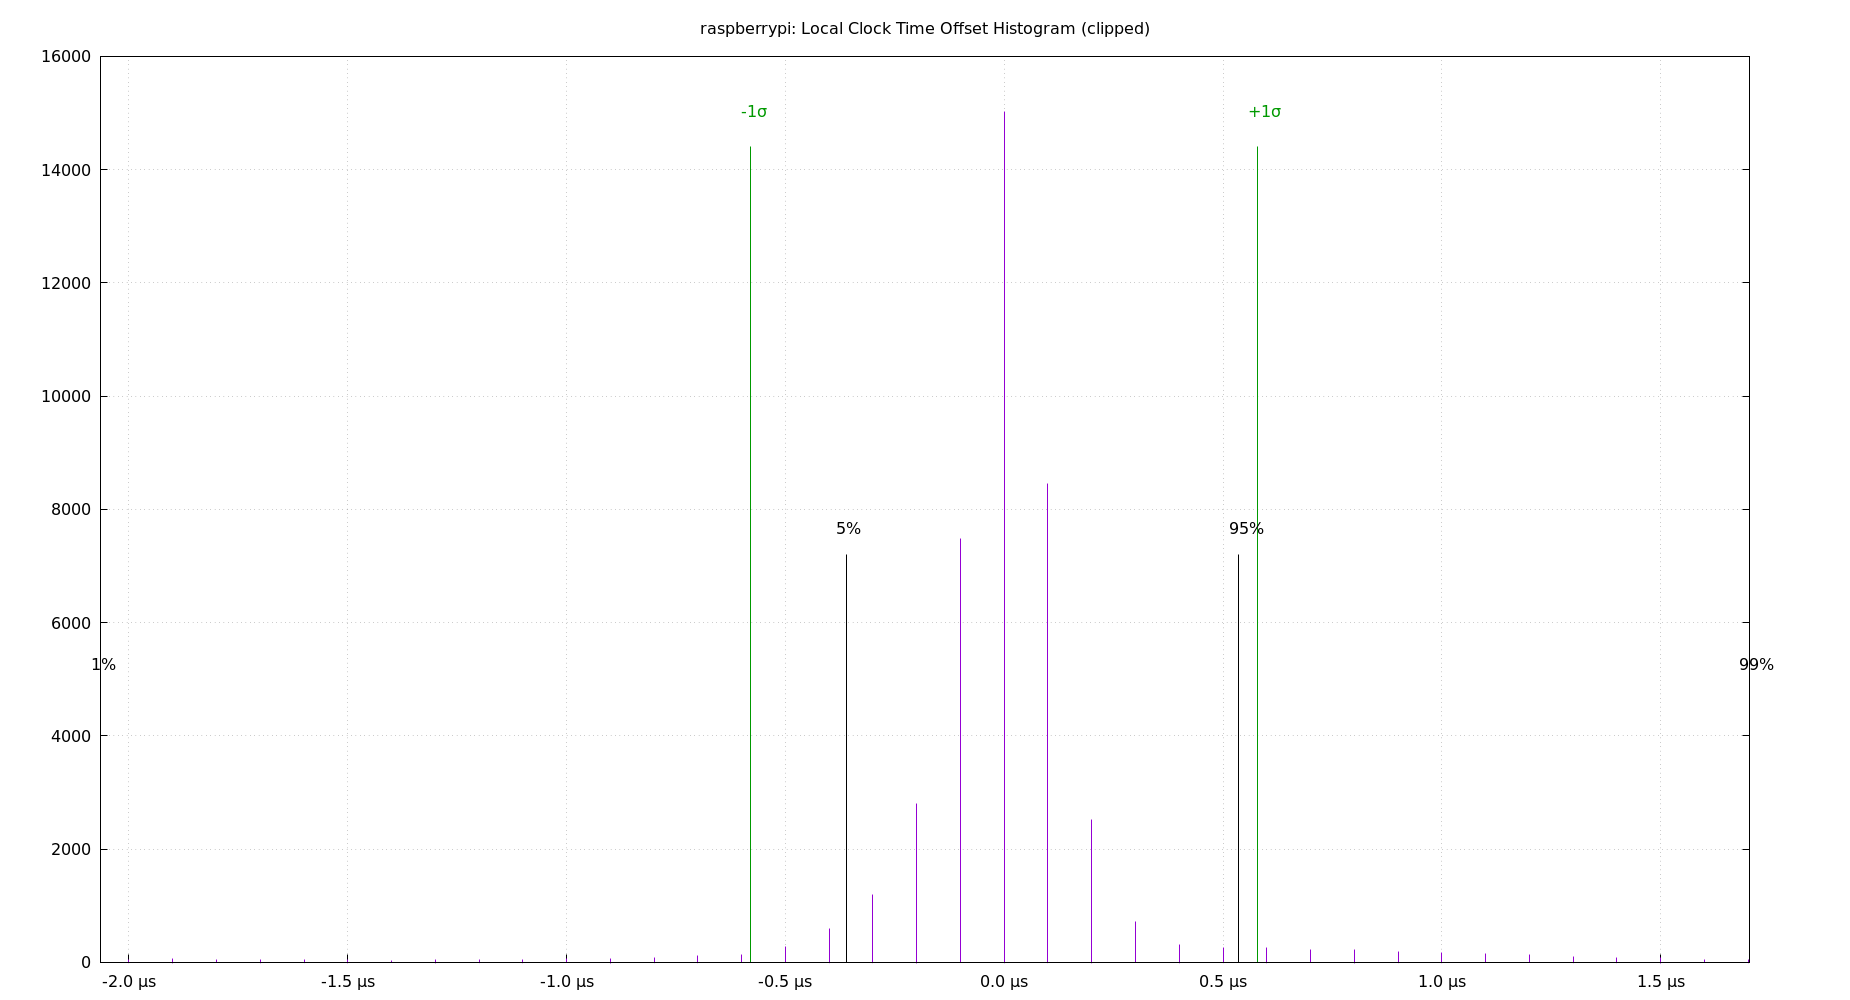 raspberrypi: Local Clock Time Offset Histogram (clipped)
16000
-1σ
+1σ
14000
12000
10000
8000
5%
95%
6000
1%
99%
4000
2000
0
-2.0 µs
-1.5 µs
-1.0 µs
-0.5 µs
0.0 µs
0.5 µs
1.0 µs
1.5 µs